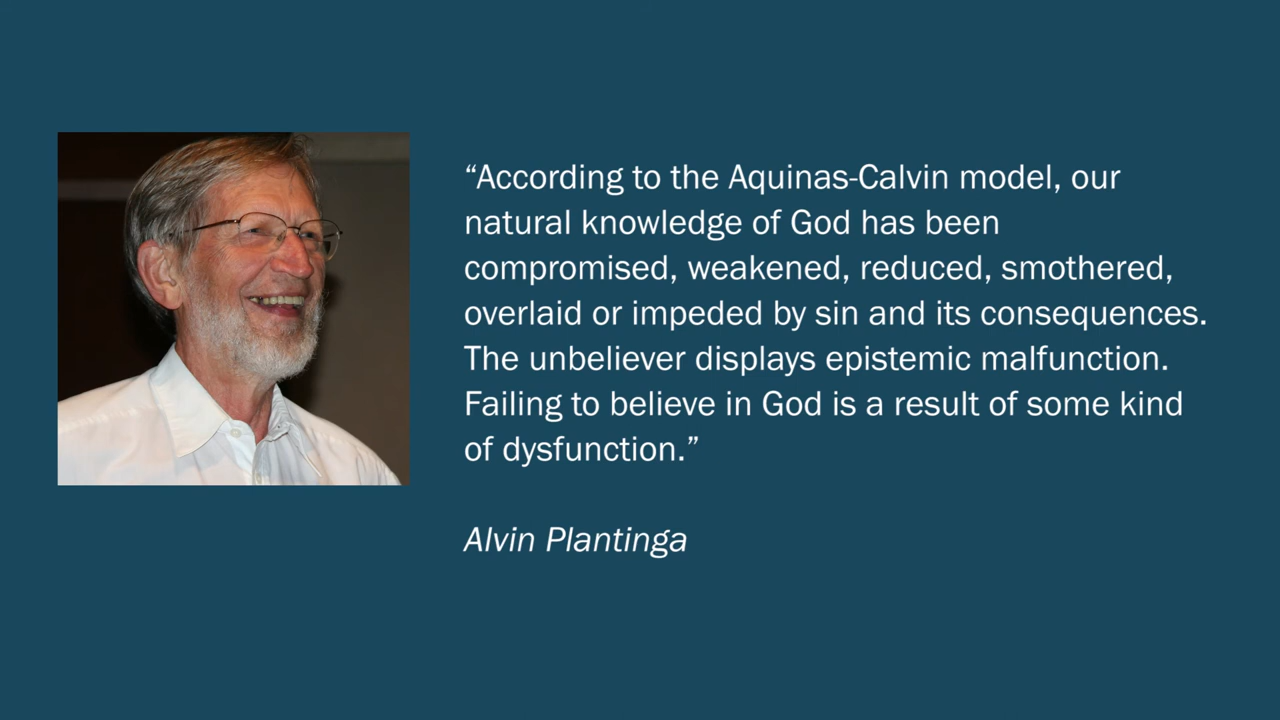 “According to the Aquinas-Calvin model, our
natural knowledge of God has been
compromised, weakened, reduced, smothered,
overlaid or impeded by sin and its consequences.
The unbeliever displays epistemic malfunction.
Failing to believe in God is a result of some kind
of dysfunction.”
Alvin Plantinga